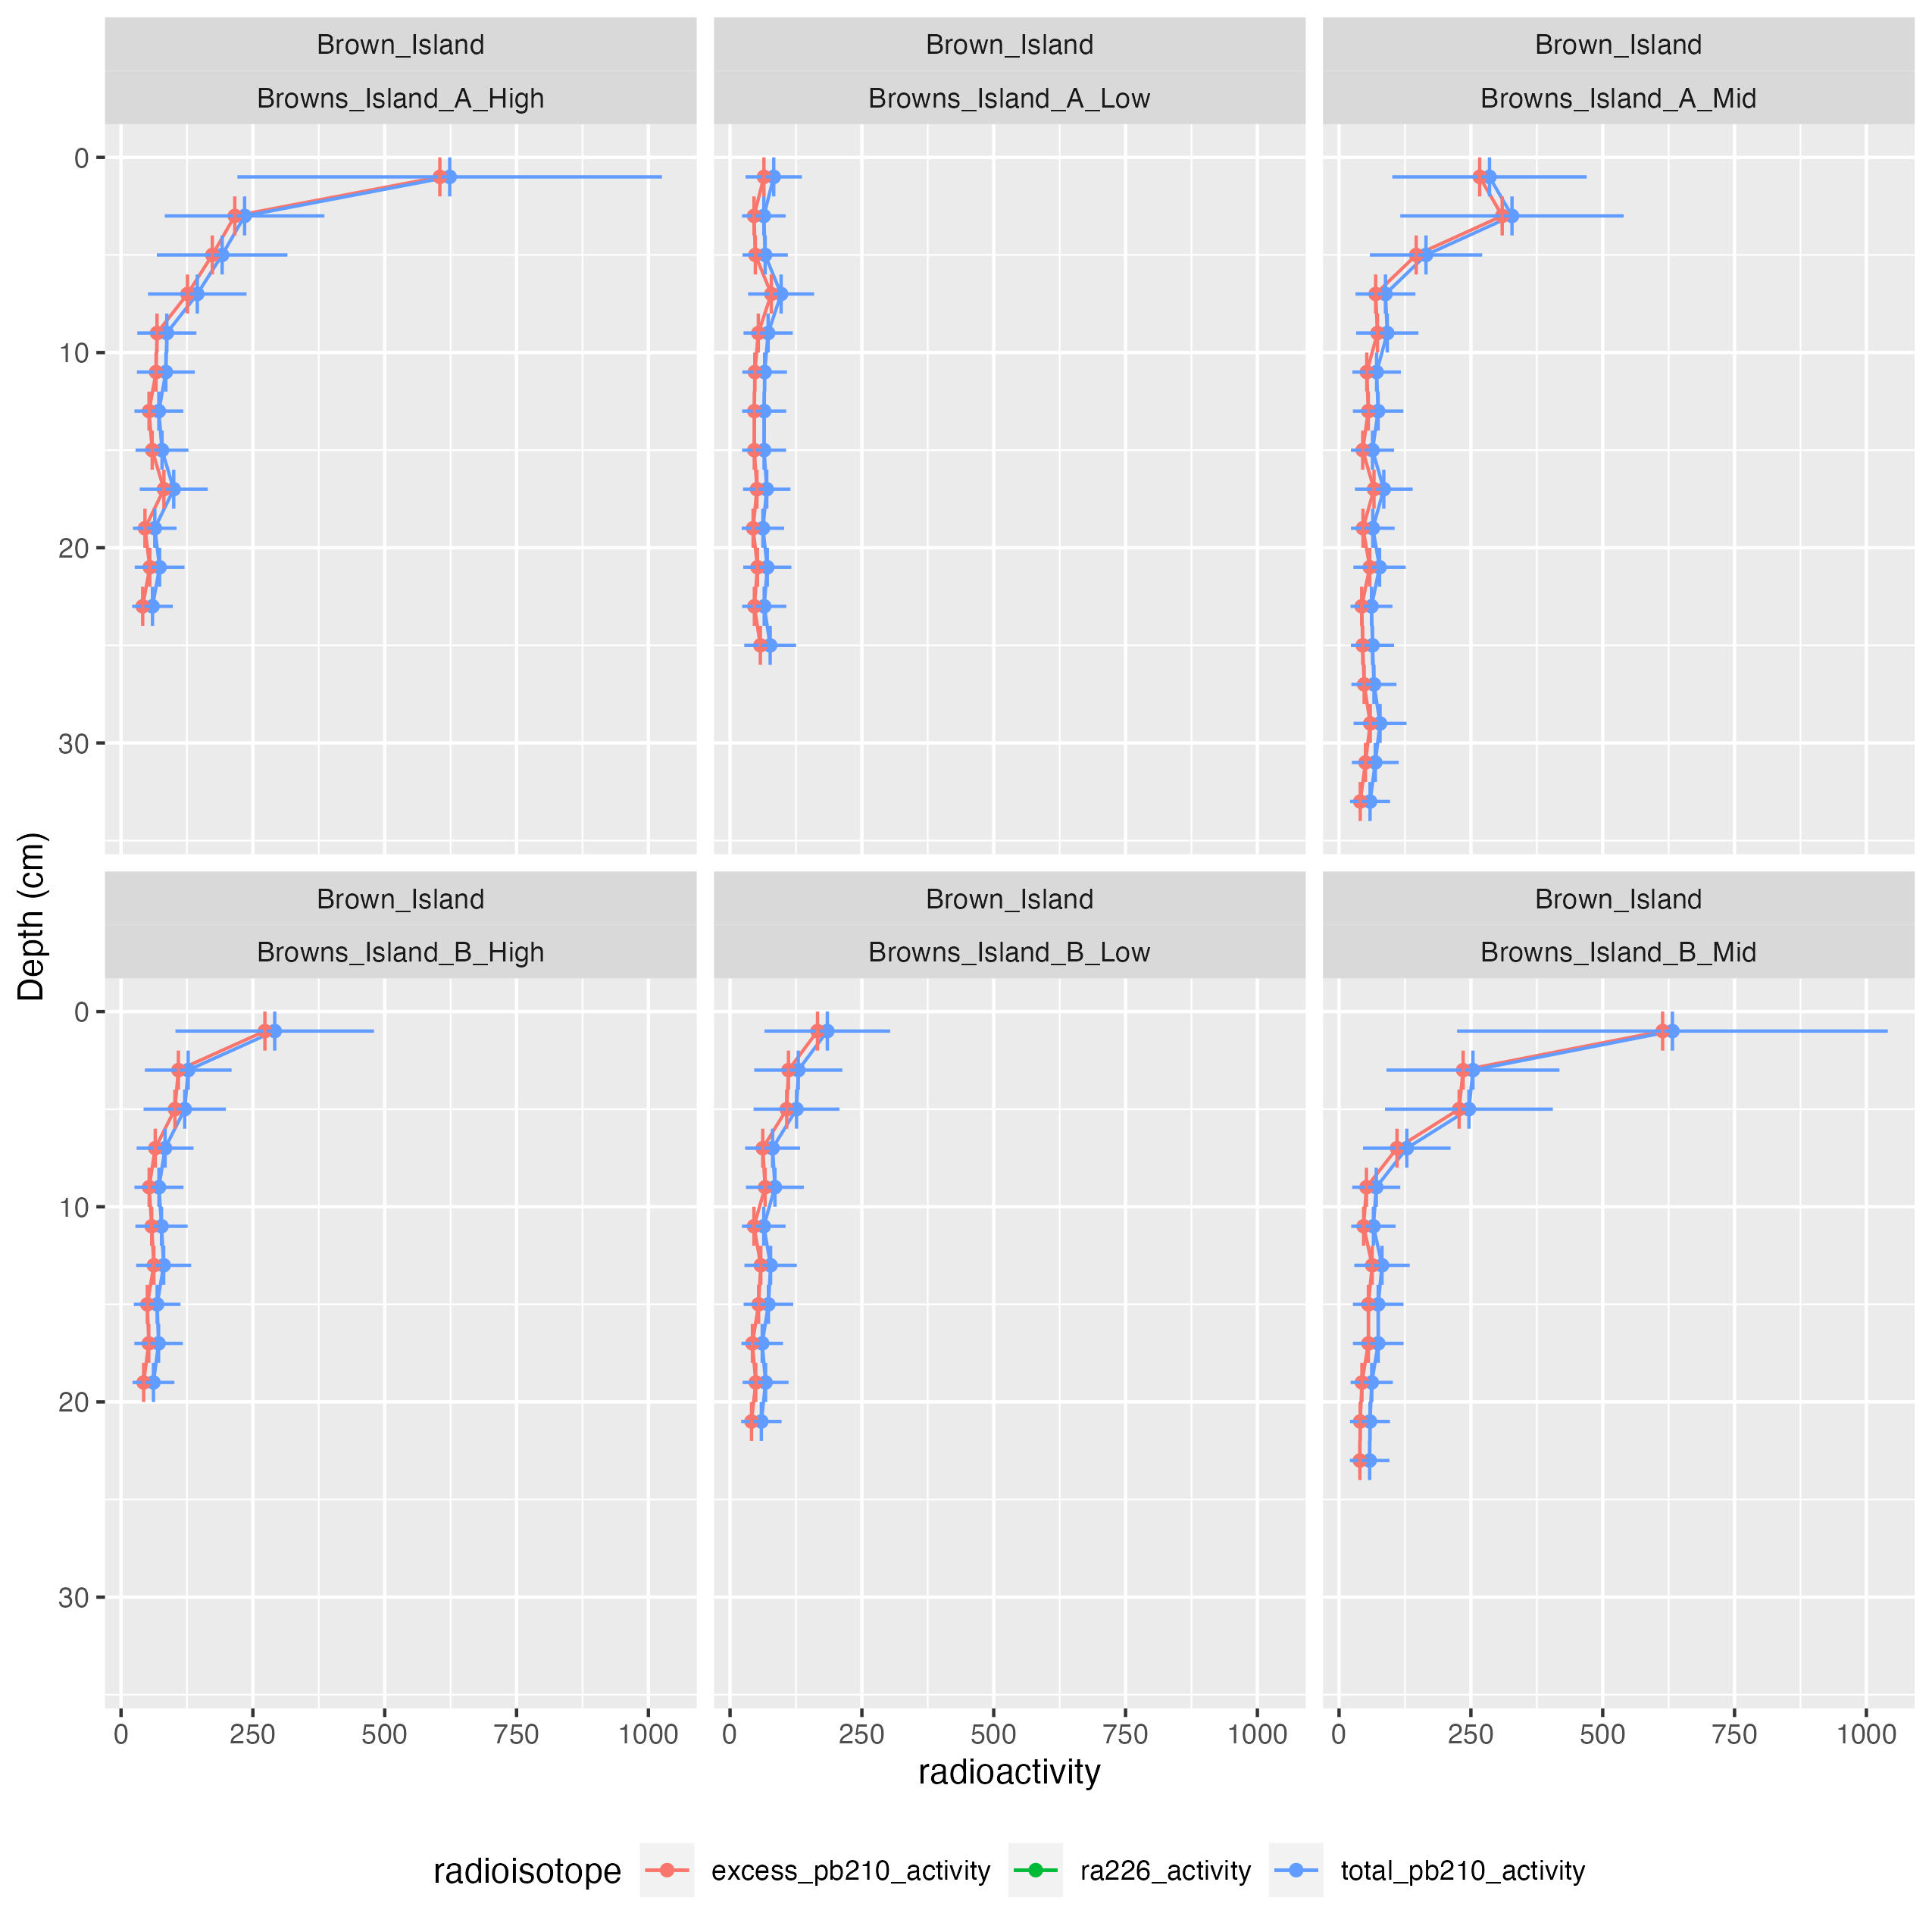 Brown_Island Brown_Island Brown_Island
Browns_Island_A_High Browns_Island_A_Low Browns_Island_A_Mid
0
10
20
30
Depth (cm)
Brown_Island Brown_Island Brown_Island
Browns_Island_B_High Browns_Island_B_Low Browns_Island_B_Mid
0
10
20
30
0 250 500 750 1000 0 250 500 750 1000 0 250 500 750 1000
radioactivity
radioisotope excess_pb210_activity ra226_activity total_pb210_activity